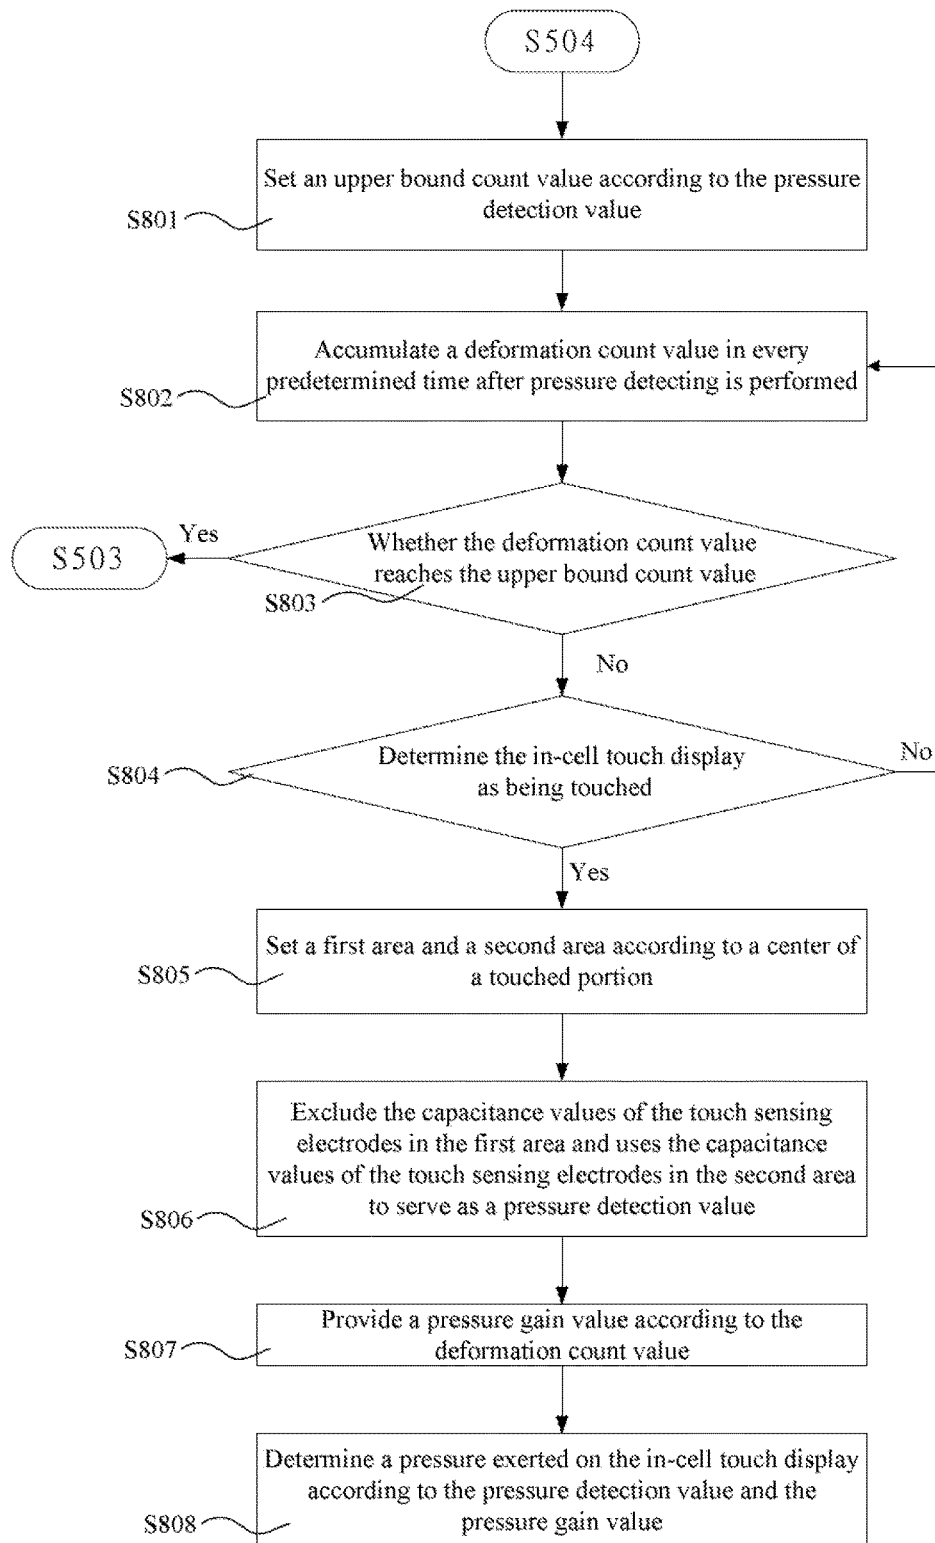 S504
Set an upper bound count value according to the pressure
detection value
S801
Accumulate a deformation count value in every
predetermined time after pressure detecting is performed
S802
Yes
S503
Whether the deformation count value
reaches the upper bound count value
S803
No
Determine the in-cell touch display
as being touched
No
S804
Yes
Set a first area and a second area according to a center of
a touched portion
S805
Exclude the capacitance values of the touch sensing
electrodes in the first area and uses the capacitance
values of the touch sensing electrodes in the second area
to serve as a pressure detection value
S806
Provide a pressure gain value according to the
deformation count value
S807
Determine a pressure exerted on the in-cell touch display
according to the pressure detection value and the
pressure gain value
S808